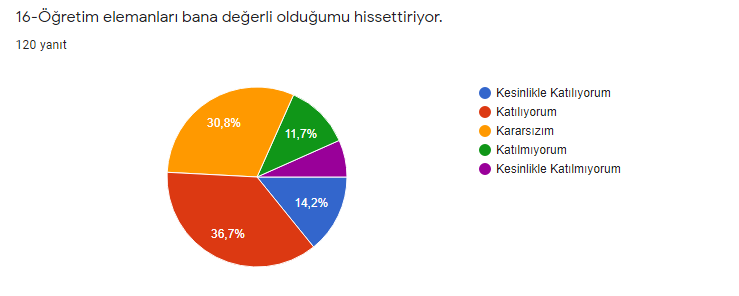 16-Öğretim elemanları bana değerli olduğumu hissettiriyor.
120 yanıt
Kesinlikle Katılıyorum
Katılıyorum
Kararsızım
Katılmıyorum
Kesinlikle Katılmıyorum
30,8%
11,7%
14,2%
36,7%